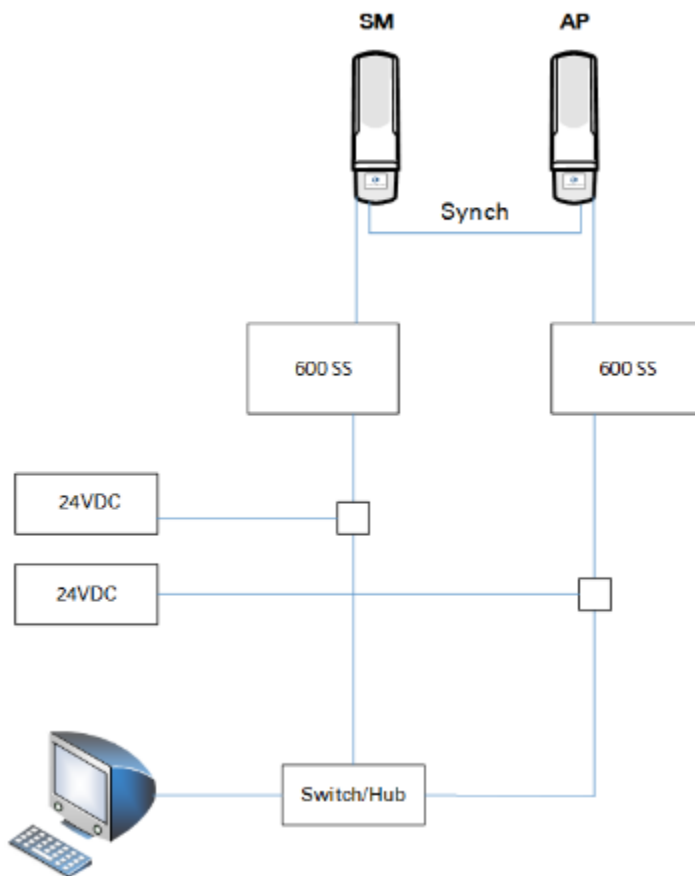 SM
AP
Synch
600 SS
600 SS
24VDC
24VDC
Switch/Hub